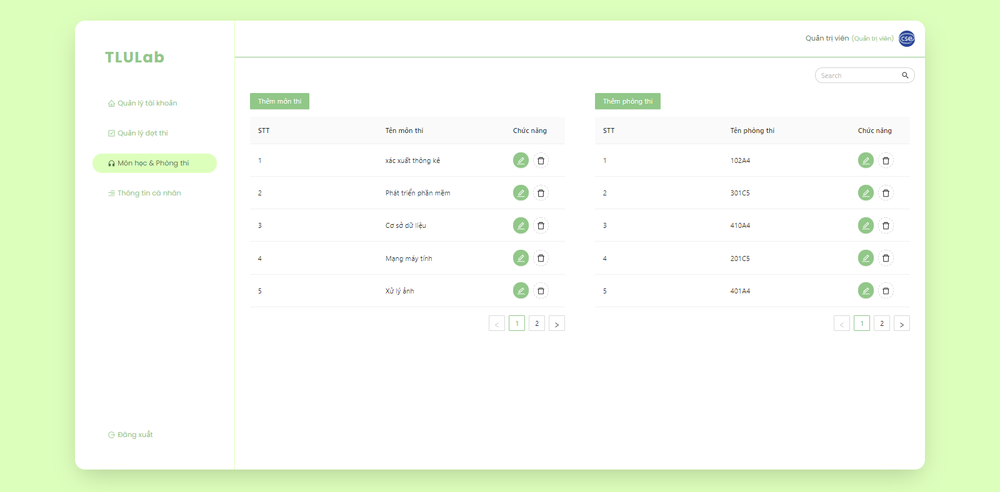 TLULab
Quản lý tài khoản
Quản lý đợt thi
Môn học & Phòng thi
Thông tin cá nhân
Đăng xuất
Quản trị viên (Quản trị viên)
cse
Search
Thêm môn thi
STT Tên môn thi Chức năng
1 xác xuất thông kê
2 Phát triển phần mềm
3 Cơ sở dữ liệu
4 Mạng máy tính
5 Xử lý ảnh
< 1 2 >
Thêm phòng thi
STT Tên phòng thi Chức năng
1 102A4
2 301C5
3 410A4
4 201C5
5 401A4
< 1 2 >